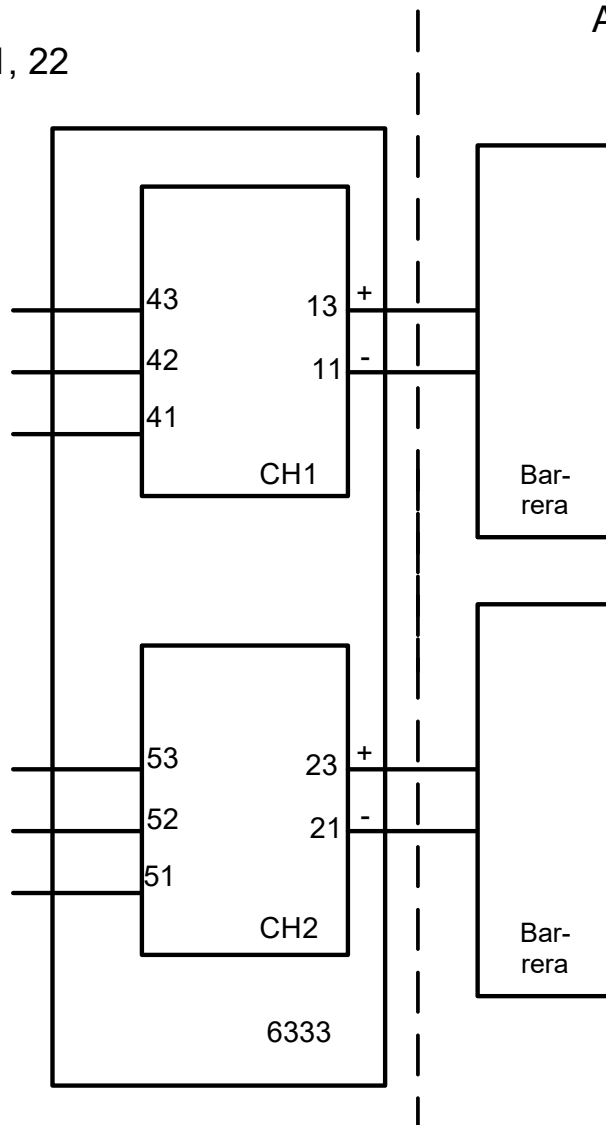 A
, 22
43
13
+
42
11
-
41
CH1
Bar-
rera
53
23
+
52
21
-
51
CH2
Bar-
rera
6333